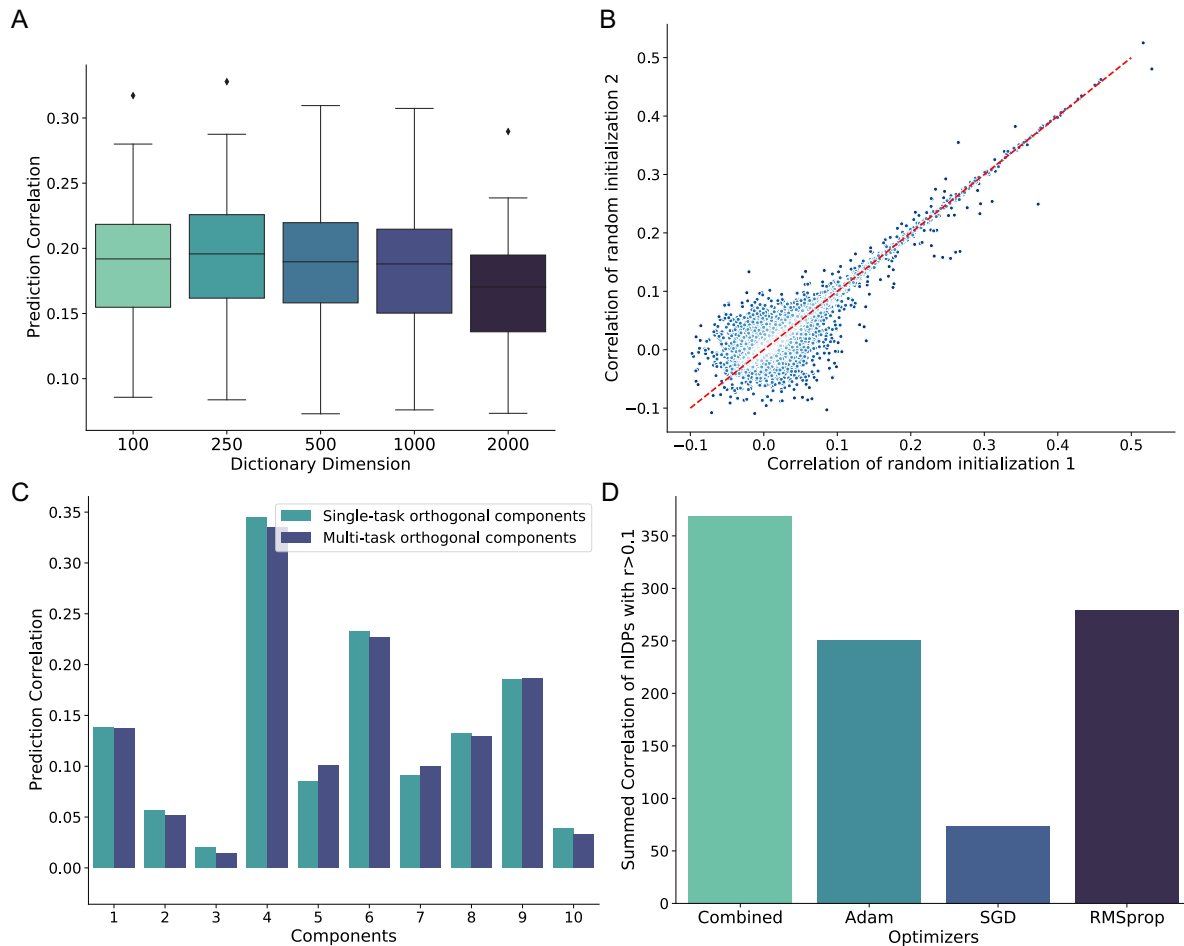 A
Prediction Correlation
0.30
0.25
0.20
0.15
0.10
100 250 500 1000 2000
Dictionary Dimension
B
Correlation of random initialization 2
0.5
0.4
0.3
0.2
0.1
0.0
−0.1
−0.1 0.0 0.1 0.2 0.3 0.4 0.5
Correlation of random initialization 1
C
Single-task orthogonal components
Multi-task orthogonal components
Prediction Correlation
0.35
0.30
0.25
0.20
0.15
0.10
0.05
0.00
1 2 3 4 5 6 7 8 9 10
Components
D
Summed Correlation of nIDPs with r>0.1
350
300
250
200
150
100
50
0
Combined Adam SGD RMSprop
Optimizers